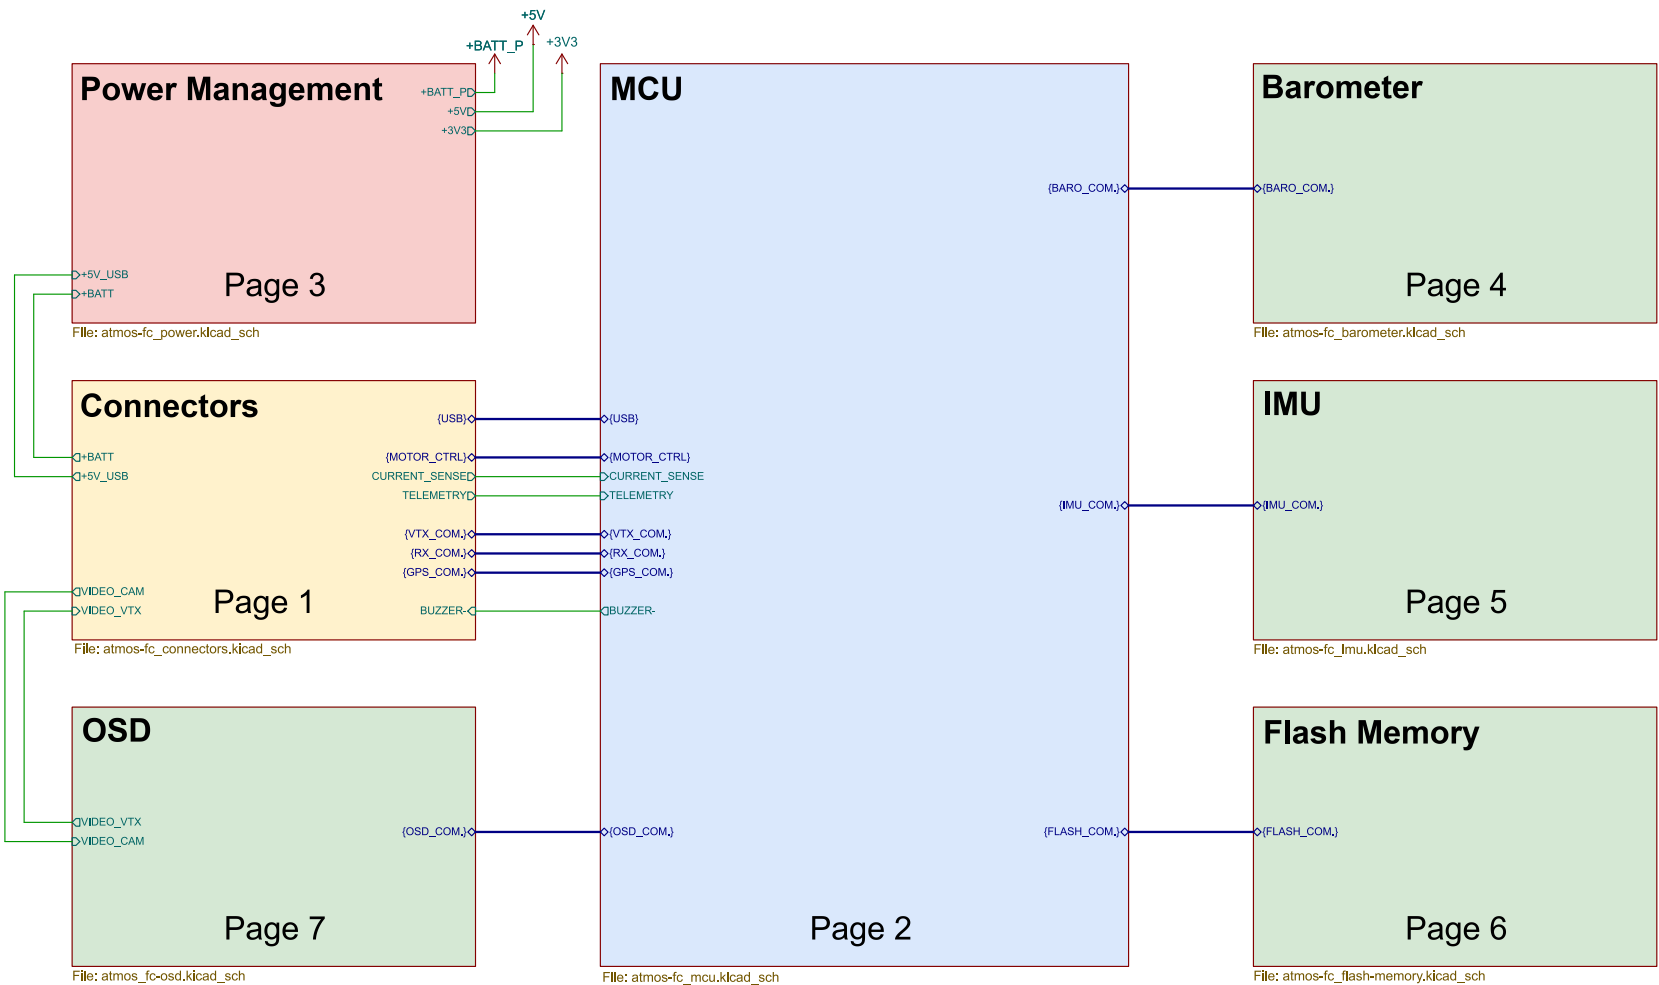 +5V
+BATT_P
+3V3
Power Management
+BATT_P
+5V
+3V3
+5V_USB
+BATT
Page 3
File: atmos-fc_power.kicad_sch
Connectors
{USB}
+BATT
+5V_USB
{MOTOR_CTRL}
CURRENT_SENSE
TELEMETRY
{VTX_COM.}
{RX_COM.}
{GPS_COM.}
VIDEO_CAM
VIDEO_VTX
BUZZER-
Page 1
File: atmos-fc_connectors.kicad_sch
OSD
VIDEO_VTX
VIDEO_CAM
{OSD_COM.}
Page 7
File: atmos_fc-osd.kicad_sch
MCU
{BARO_COM.}
{USB}
{MOTOR_CTRL}
CURRENT_SENSE
TELEMETRY
{IMU_COM.}
{VTX_COM.}
{RX_COM.}
{GPS_COM.}
BUZZER-
{OSD_COM.}
{FLASH_COM.}
Page 2
File: atmos-fc_mcu.kicad_sch
Barometer
{BARO_COM.}
Page 4
File: atmos-fc_barometer.kicad_sch
IMU
{IMU_COM.}
Page 5
File: atmos-fc_imu.kicad_sch
Flash Memory
{FLASH_COM.}
Page 6
File: atmos-fc_flash-memory.kicad_sch